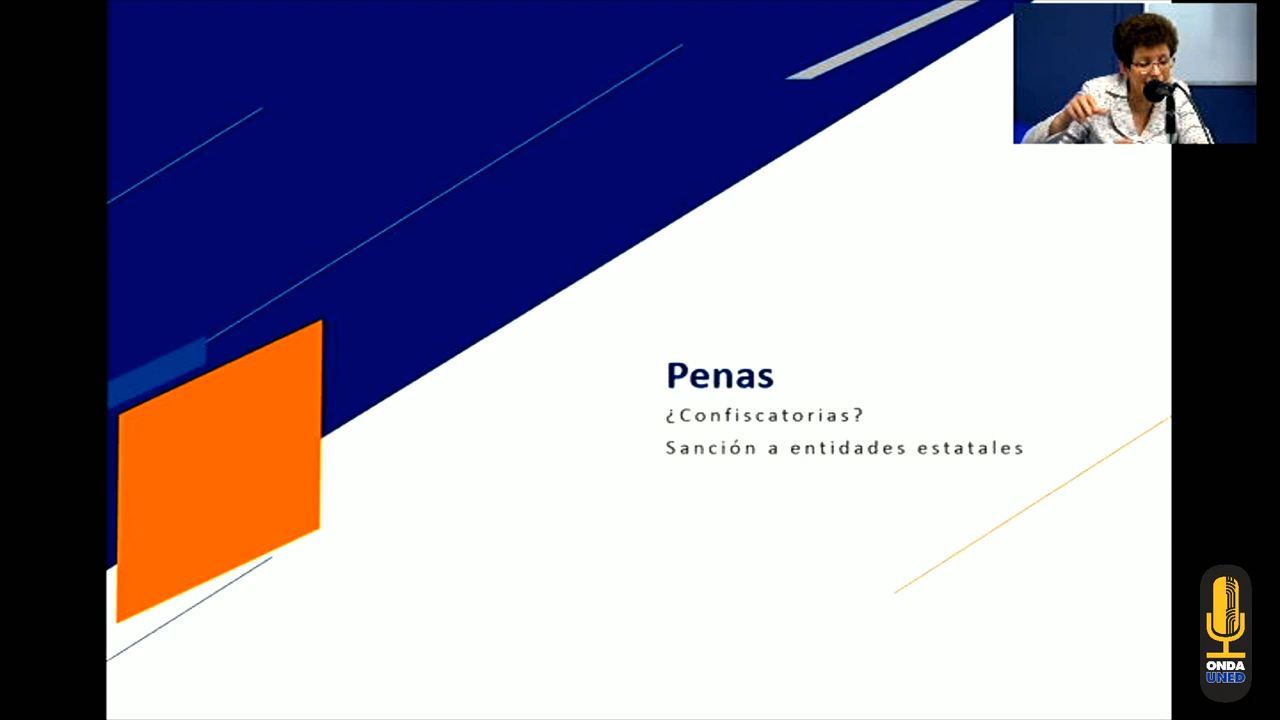 Penas
¿Confiscatorias?
Sanción a entidades estatales
ONDA
UNED